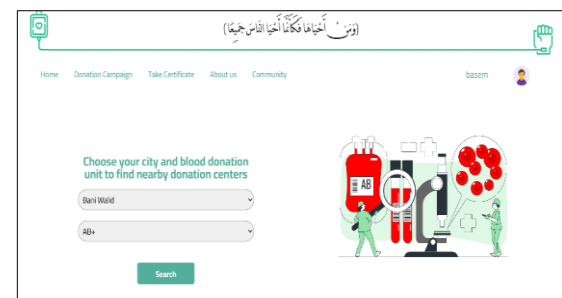 (وَمَنْ أَحْيَاهَا فَكَأَنَّمَا أَحْيَا النَّاسَ جَمِيعًا)
Home Donation Campaign Take Certificate About us Community basem
Choose your city and blood donation
unit to find nearby donation centers
Bani Walid
AB+
Search
AB